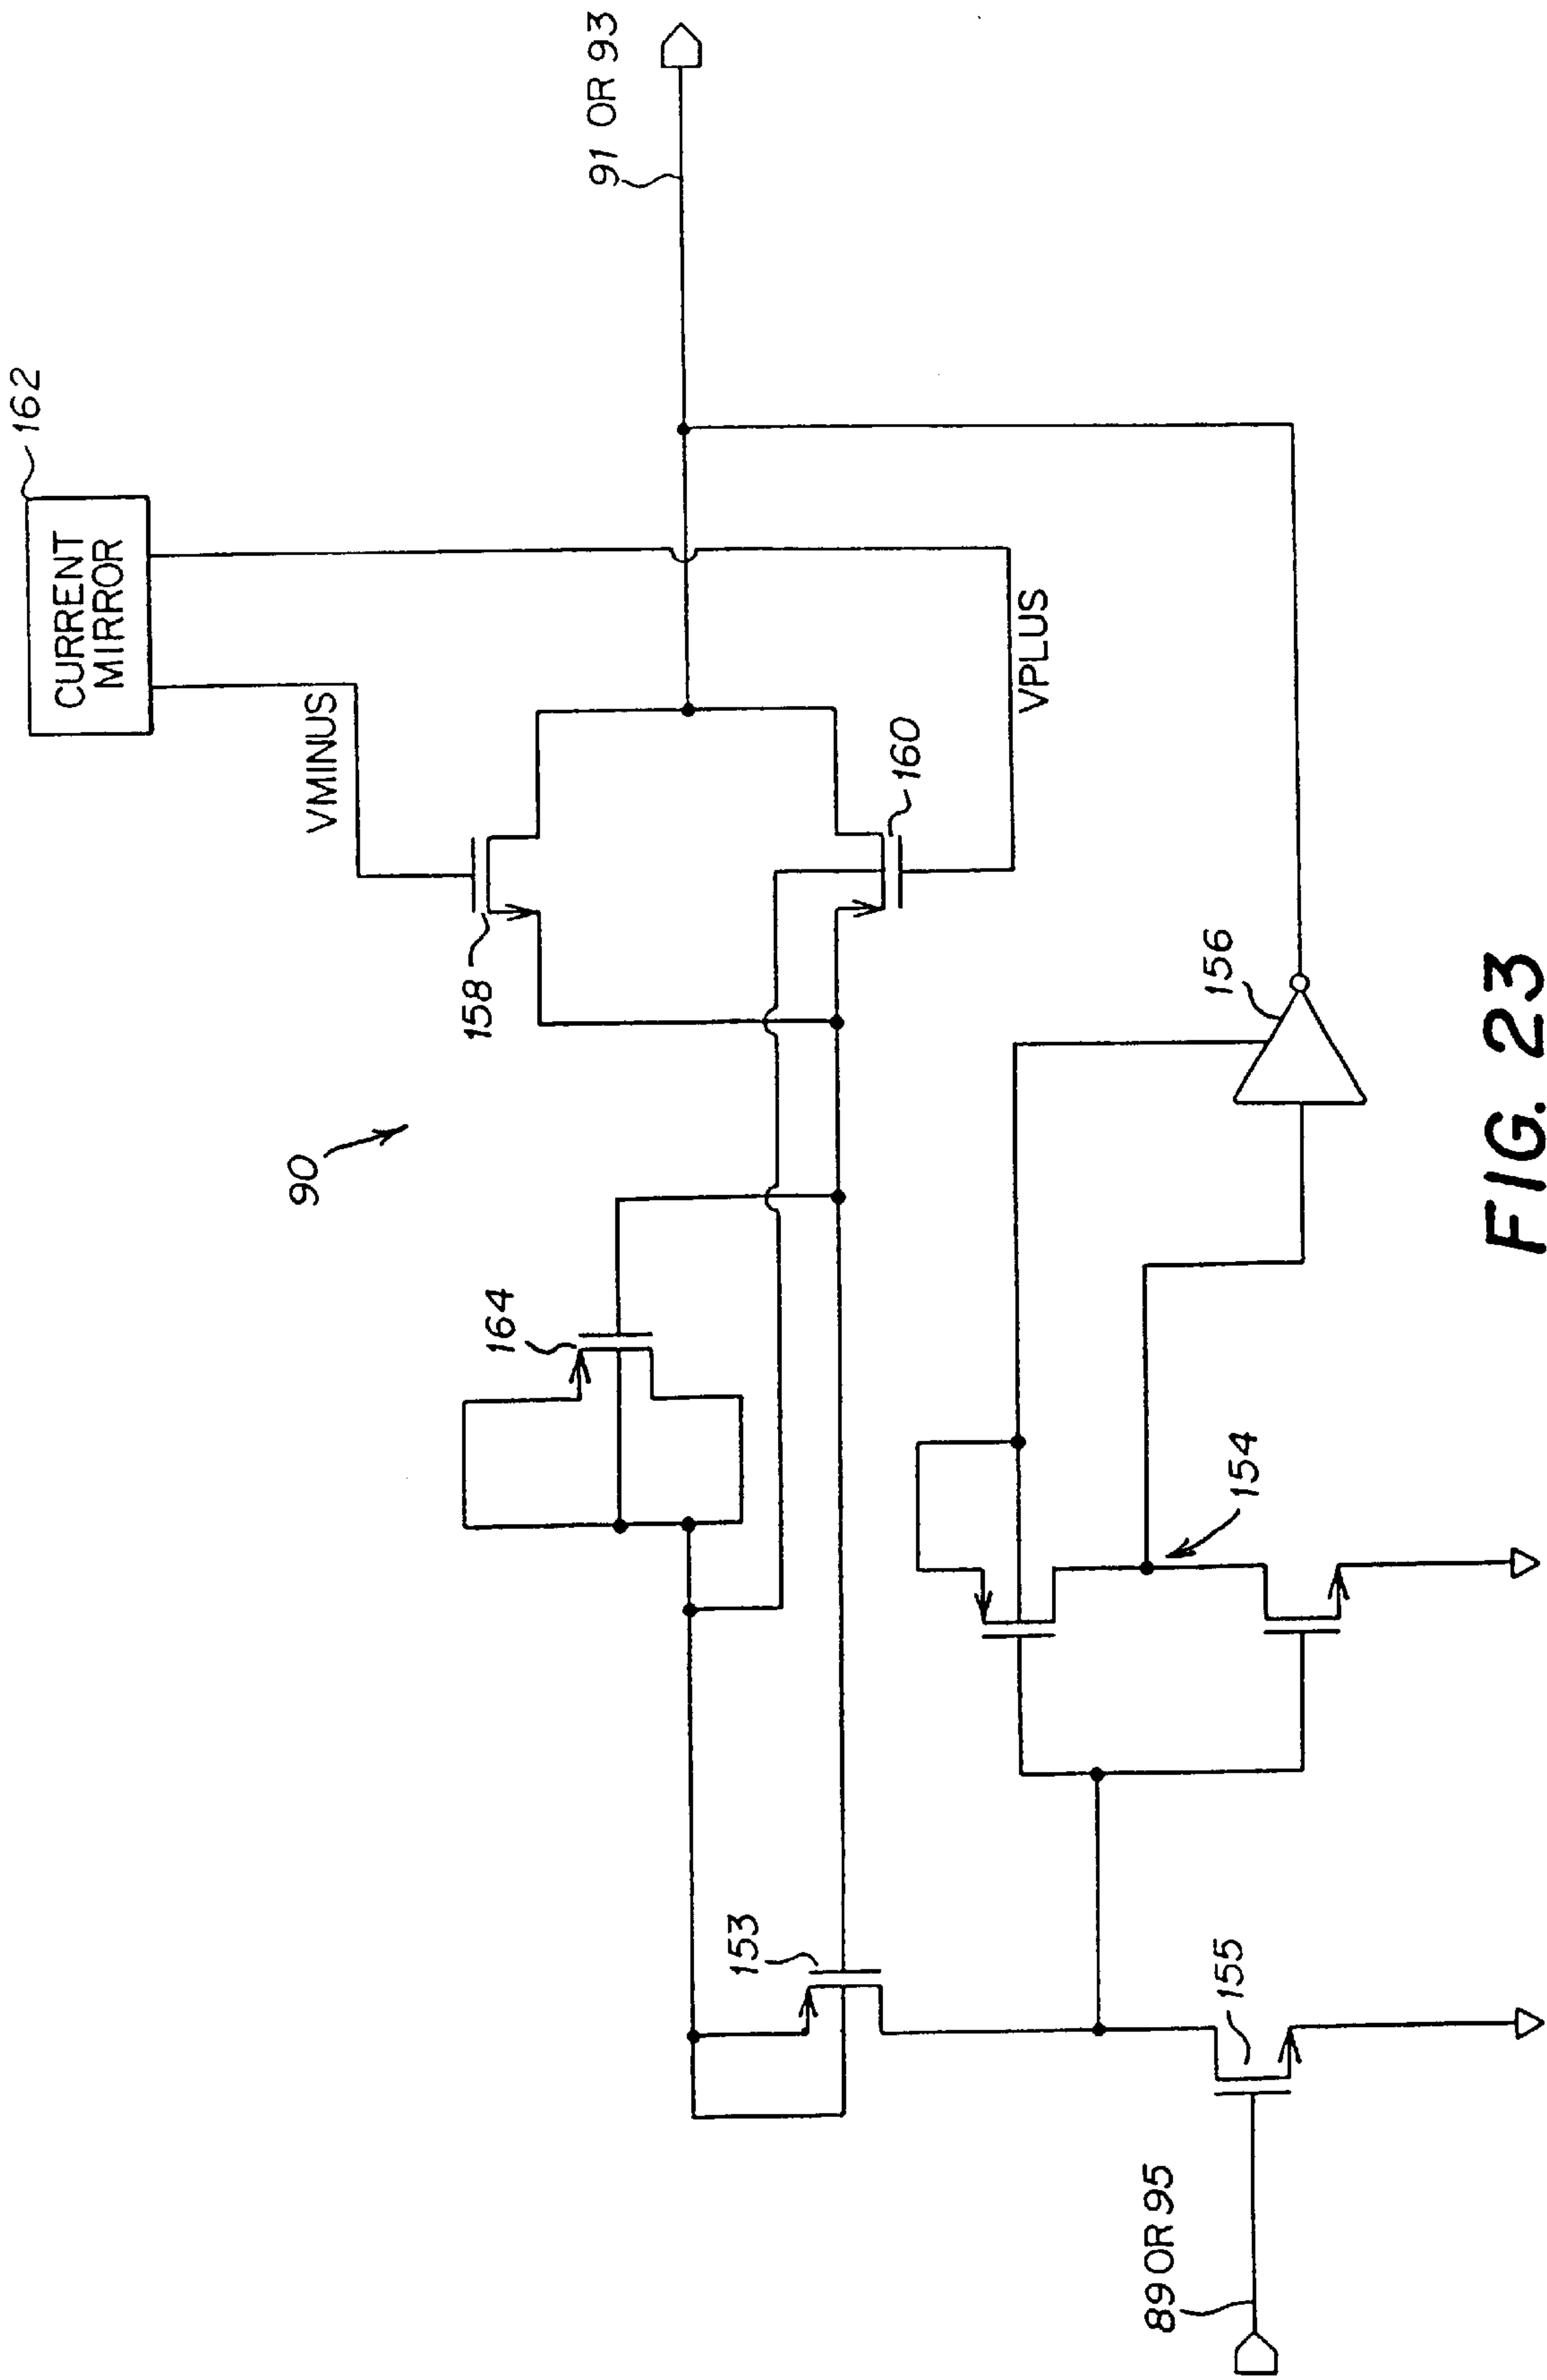 CURRENT
MIRROR
162
VMINUS
91 OR 93
90
164
158
160
VPLUS
153
154
156
155
89 OR 95
FIG. 23